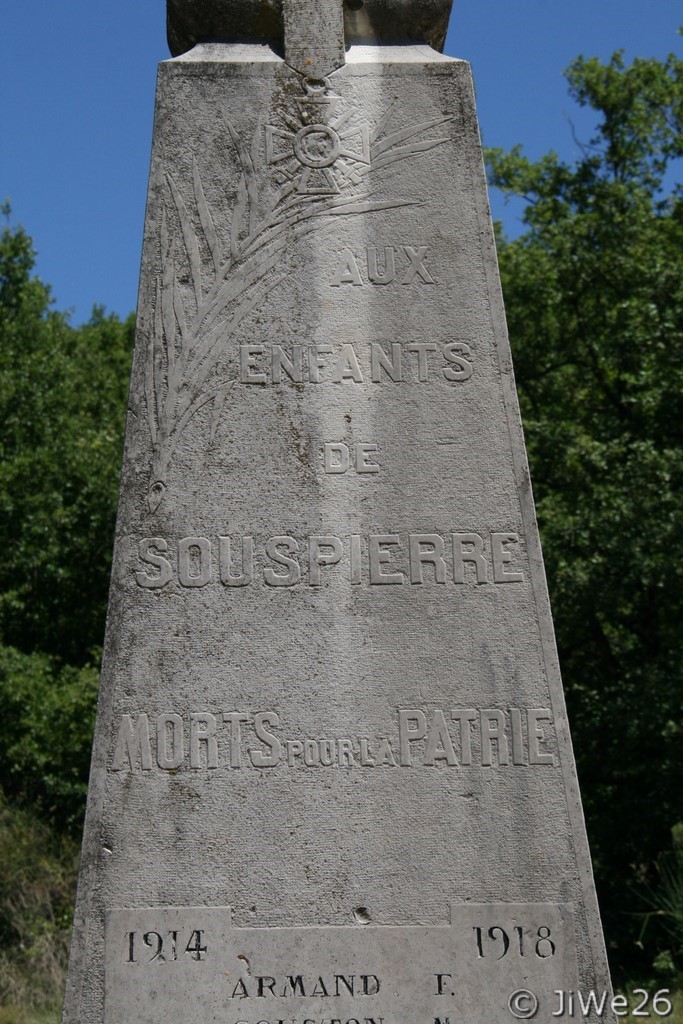 AUX
ENFANTS
DE
SOUSPIERRE
MORTS POUR LA PATRIE
1914 1918
ARMAND F.
© JiWe26